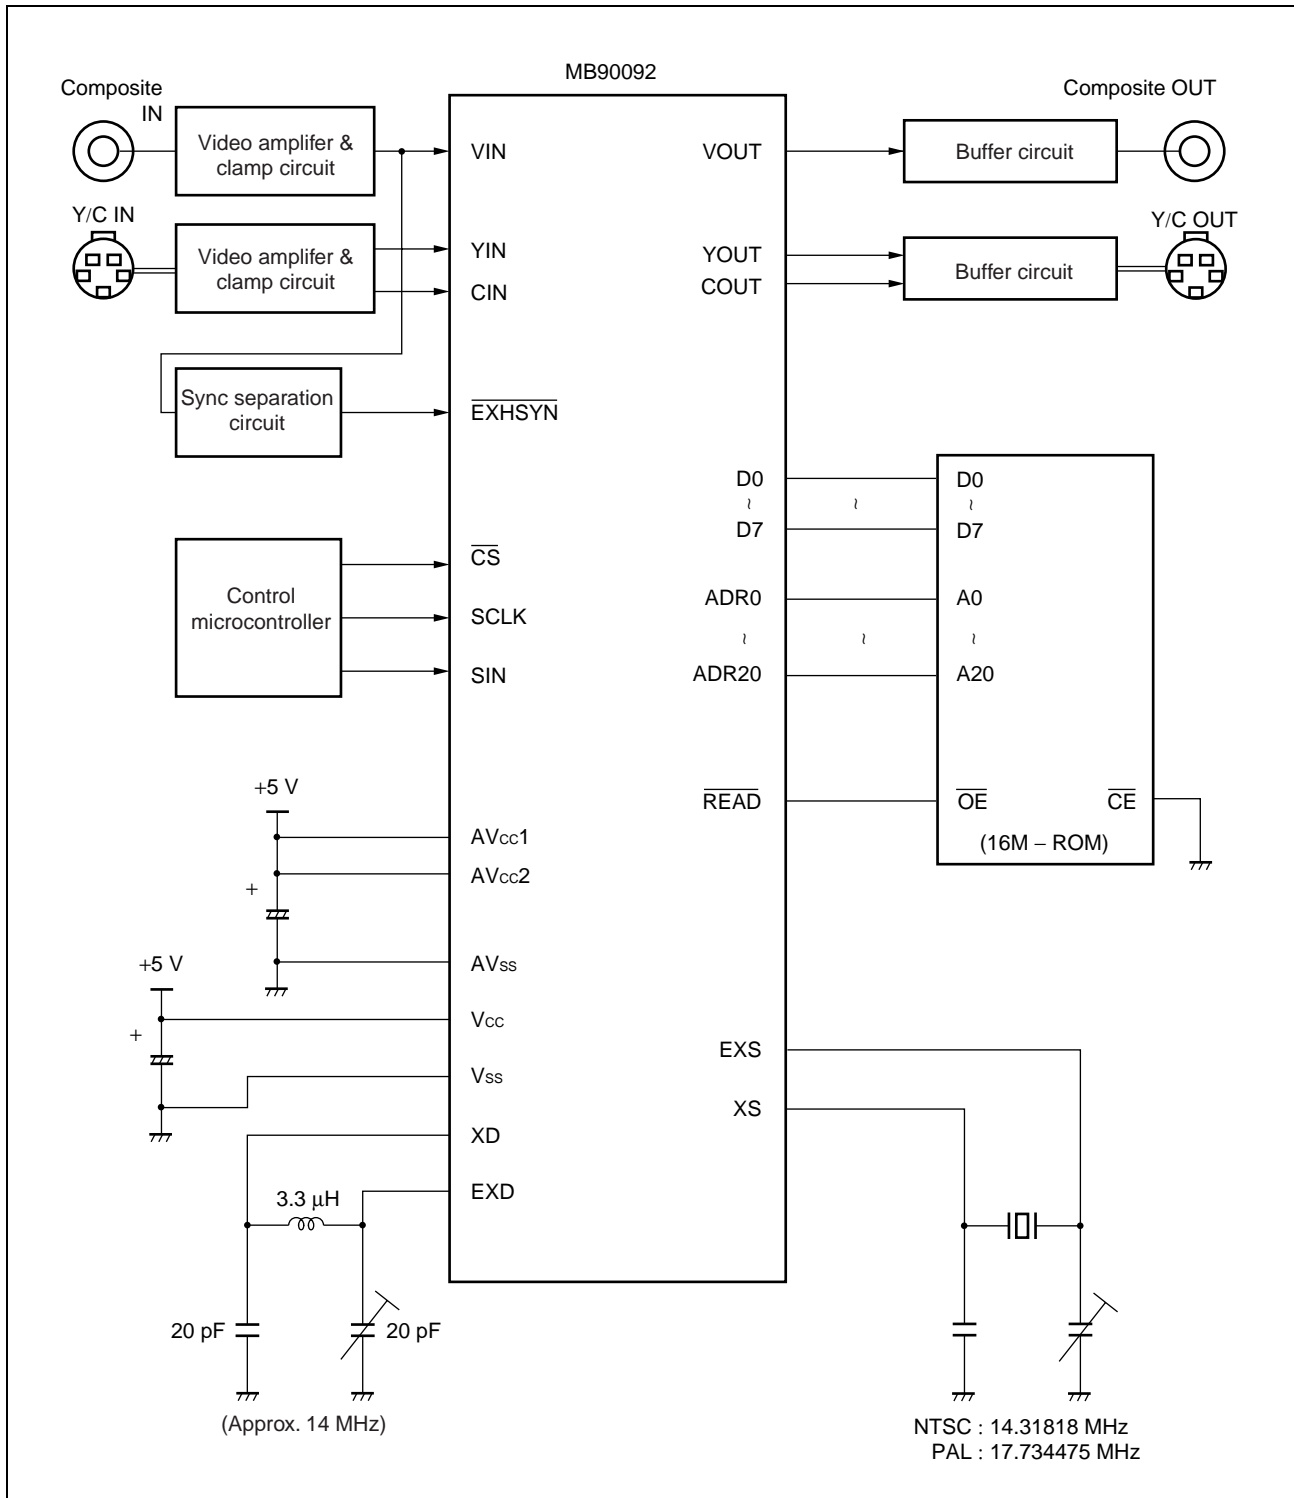 MB90092
Composite
IN
Composite OUT
Video amplifer &
clamp circuit
VIN
VOUT
Buffer circuit
Y/C IN
Y/C OUT
Video amplifer &
clamp circuit
YIN
CIN
YOUT
COUT
Buffer circuit
Sync separation
circuit
EXHSYN
D0
~
D7
~
D0
~
D7
Control
microcontroller
CS
SCLK
SIN
ADR0
~
ADR20
~
A0
~
A20
+5 V
READ
OE
CE
(16M – ROM)
AVCC1
AVCC2
+
AVSS
+5 V
VCC
+
VSS
EXS
XS
XD
EXD
3.3 µH
20 pF
20 pF
(Approx. 14 MHz)
NTSC : 14.31818 MHz
PAL : 17.734475 MHz